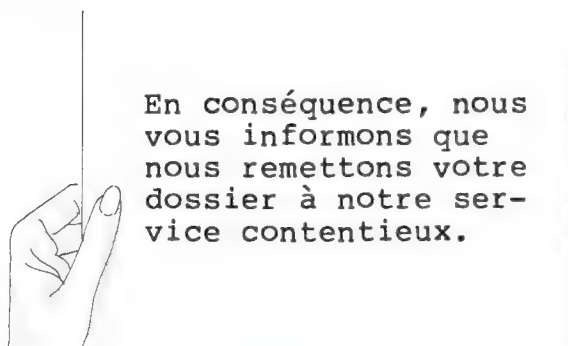 En conséquence, nous
vous informons que
nous remettons votre
dossier à notre ser-
vice contentieux.